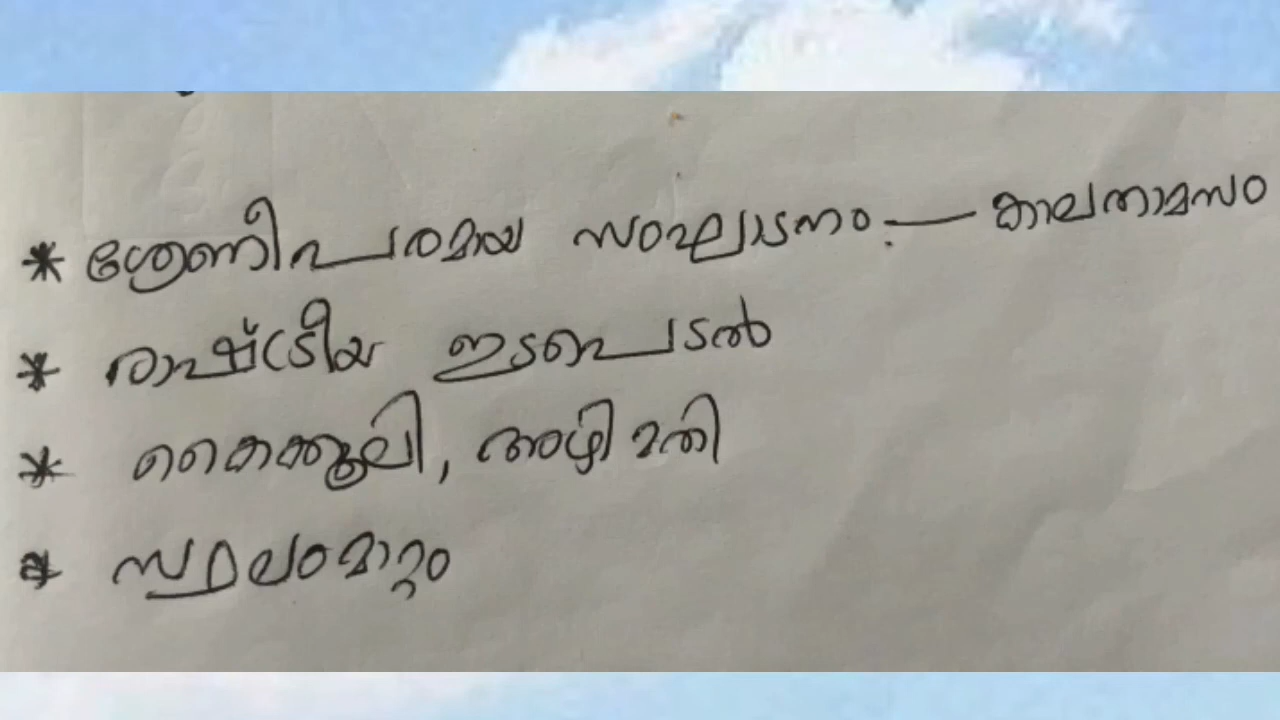 * ശ്രേണീപരമായ സംഘാടനം. — കാലതാമസം
* രാഷ്ട്രീയ ഇടപെടൽ
* കൈക്കൂലി, അഴിമതി
* സ്ഥലംമാറ്റം